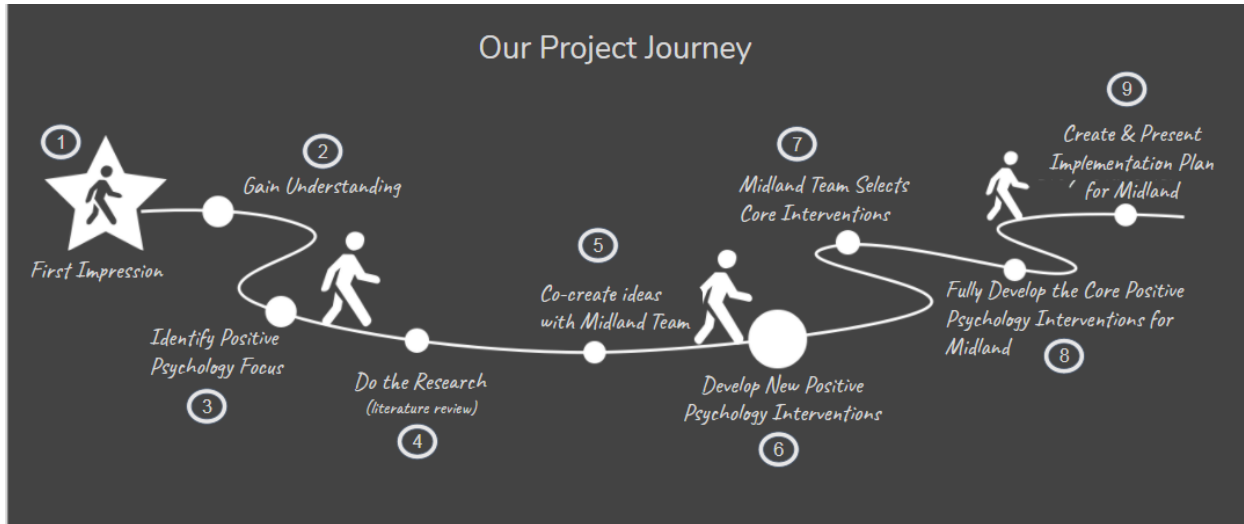 Our Project Journey
1
First Impression
2
Gain Understanding
Identify Positive
Psychology Focus
3
Do the Research
(literature review)
4
5
Co-create ideas
with Midland Team
Develop New Positive
Psychology Interventions
6
7
Midland Team Selects
Core Interventions
Fully Develop the Core Positive
Psychology Interventions for
Midland
8
9
Create & Present
Implementation Plan
for Midland